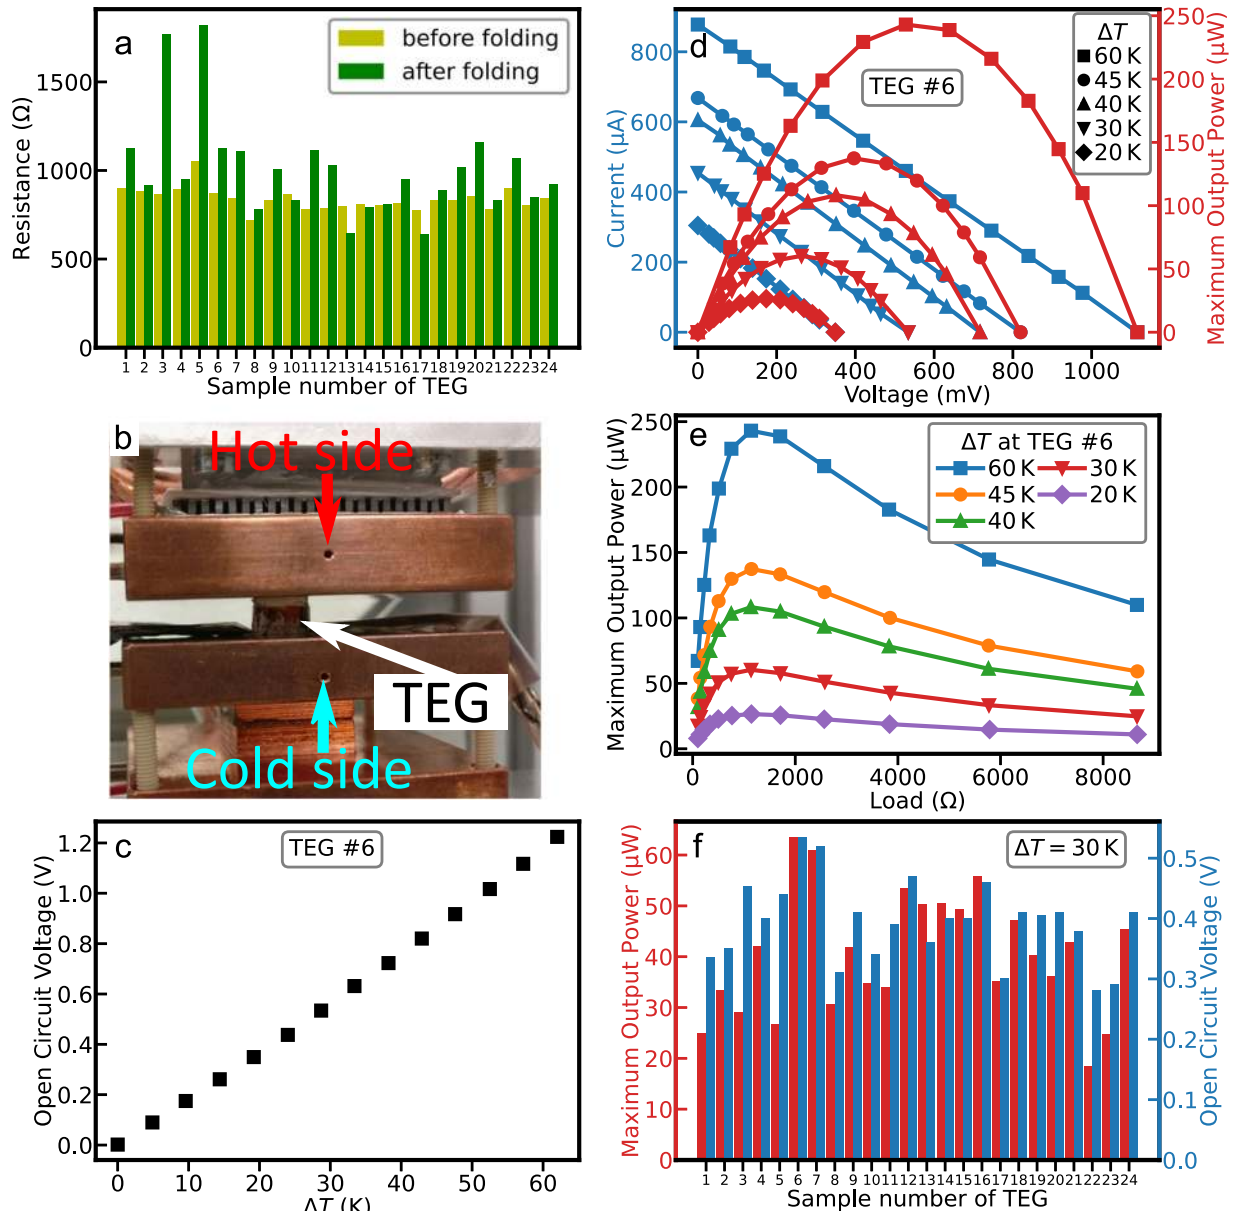 a
before folding
after folding
Resistance (Ω)
1500
1000
500
0
1 2 3 4 5 6 7 8 9 10 11 12 13 14 15 16 17 18 19 20 21 22 23 24
Sample number of TEG
d
TEG #6
ΔT
60 K
45 K
40 K
30 K
20 K
Current (µA)
800
600
400
200
0
Maximum Output Power (µW)
250
200
150
100
50
0
0 200 400 600 800 1000
Voltage (mV)
b
Hot side
TEG
Cold side
e
ΔT at TEG #6
60 K
45 K
40 K
30 K
20 K
Maximum Output Power (µW)
250
200
150
100
50
0
0 2000 4000 6000 8000
Load (Ω)
c
TEG #6
Open Circuit Voltage (V)
1.2
1.0
0.8
0.6
0.4
0.2
0.0
0 10 20 30 40 50 60
ΔT (K)
f
ΔT = 30 K
Maximum Output Power (µW)
60
50
40
30
20
10
0
Open Circuit Voltage (V)
0.5
0.4
0.3
0.2
0.1
0.0
1 2 3 4 5 6 7 8 9 10 11 12 13 14 15 16 17 18 19 20 21 22 23 24
Sample number of TEG